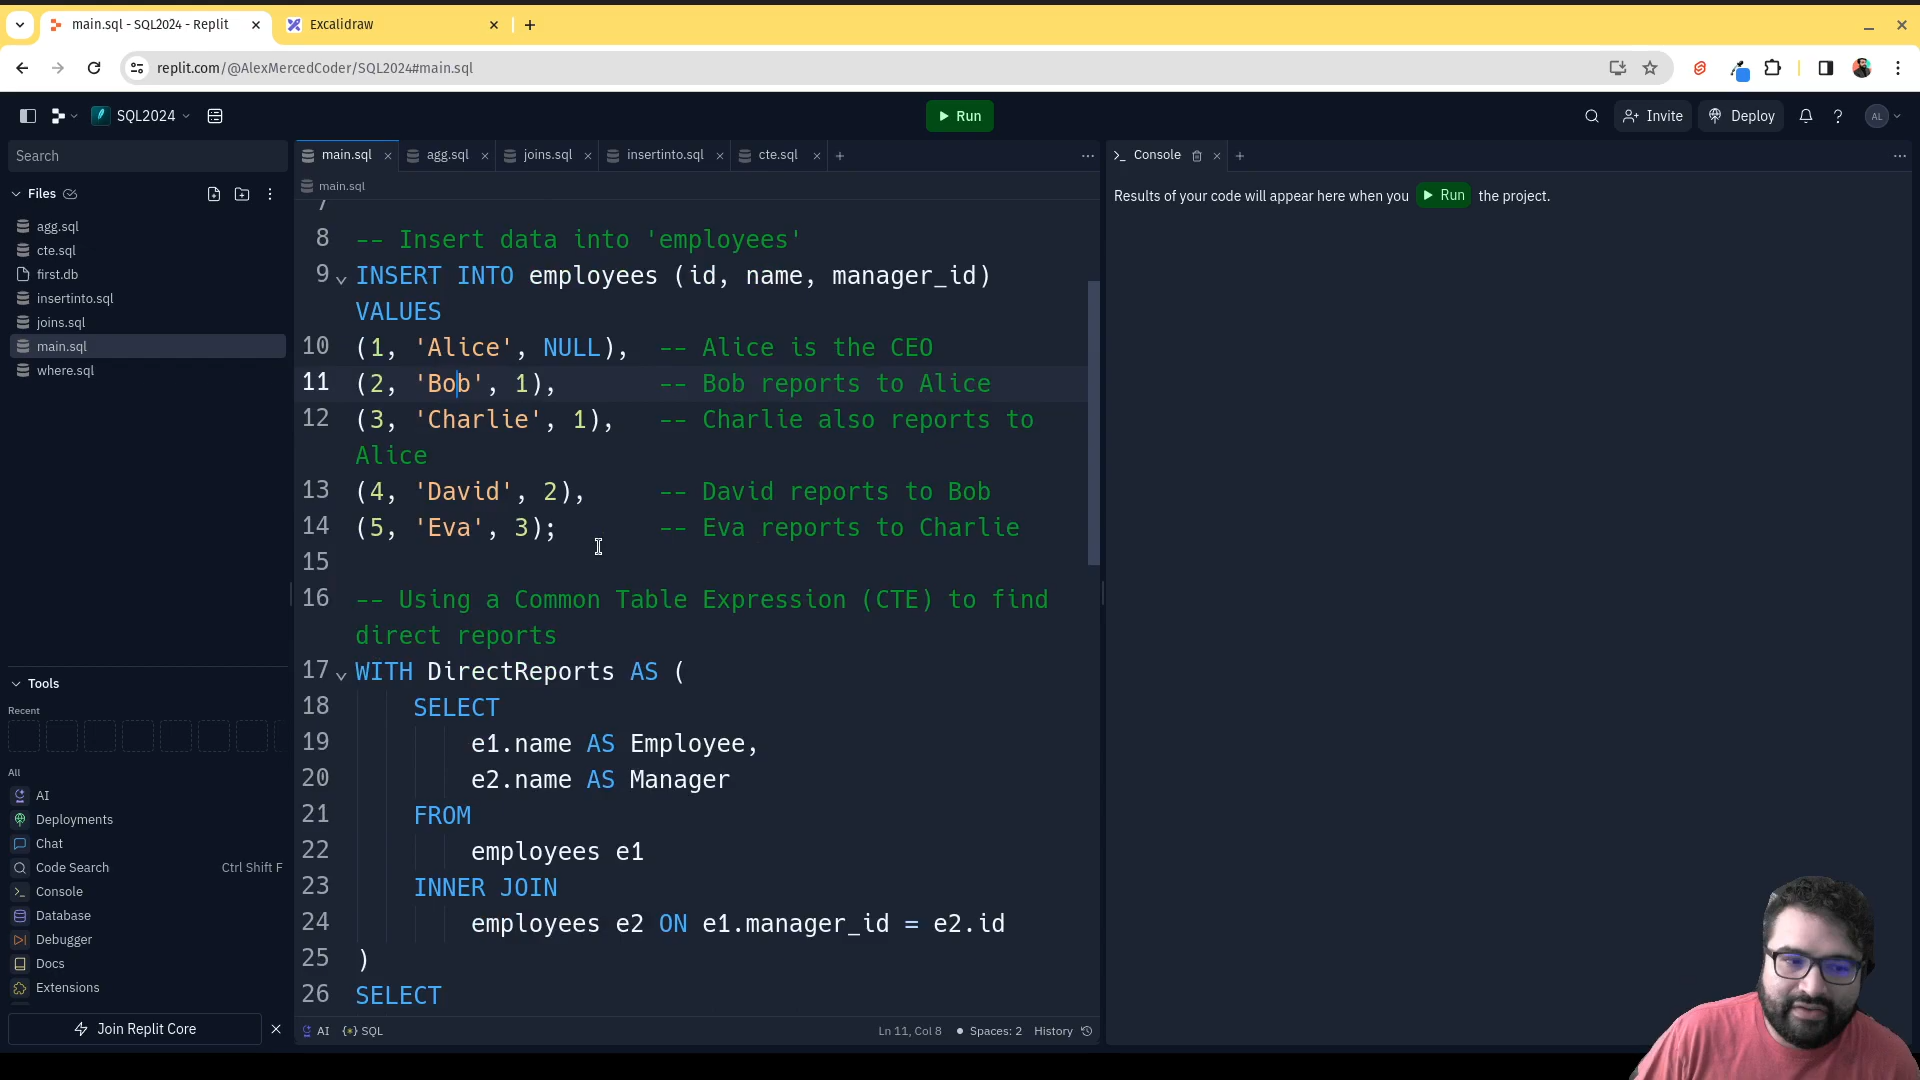 main.sql - SQL2024 - Replit
Excalidraw
replit.com/@AlexMercedCoder/SQL2024#main.sql
SQL2024
Run
Invite
Deploy
AL
Search
Files
agg.sql
cte.sql
first.db
insertinto.sql
joins.sql
main.sql
where.sql
Tools
Recent
All
AI
Deployments
Chat
Code Search Ctrl Shift F
Console
Database
Debugger
Docs
Extensions
Join Replit Core
main.sql agg.sql joins.sql insertinto.sql cte.sql
main.sql
7
8 -- Insert data into 'employees'
9 INSERT INTO employees (id, name, manager_id)
VALUES
10 (1, 'Alice', NULL), -- Alice is the CEO
11 (2, 'Bob', 1), -- Bob reports to Alice
12 (3, 'Charlie', 1), -- Charlie also reports to
Alice
13 (4, 'David', 2), -- David reports to Bob
14 (5, 'Eva', 3); -- Eva reports to Charlie
15
16 -- Using a Common Table Expression (CTE) to find
direct reports
17 WITH DirectReports AS (
18 SELECT
19 e1.name AS Employee,
20 e2.name AS Manager
21 FROM
22 employees e1
23 INNER JOIN
24 employees e2 ON e1.manager_id = e2.id
25 )
26 SELECT
AI {•} SQL Ln 11, Col 8 Spaces: 2 History
Console
Results of your code will appear here when you Run the project.